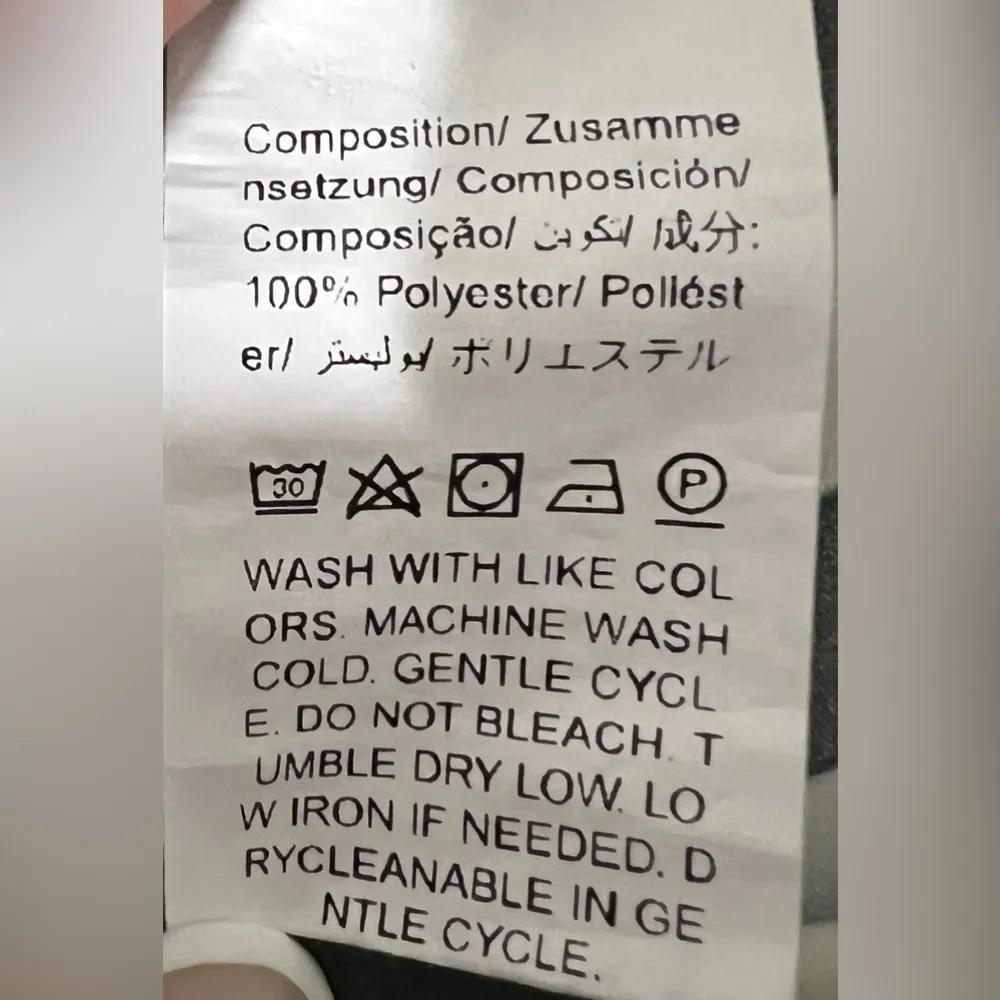 Composition/ Zusamme
nsetzung/ Composición/
Composição/ التكوين/ 成分:
100% Polyester/ Poliést
er/ بوليستر/ ポリエステル
30 P
WASH WITH LIKE COL
ORS. MACHINE WASH
COLD. GENTLE CYCL
E. DO NOT BLEACH. T
UMBLE DRY LOW. LO
W IRON IF NEEDED. D
RYCLEANABLE IN GE
NTLE CYCLE.